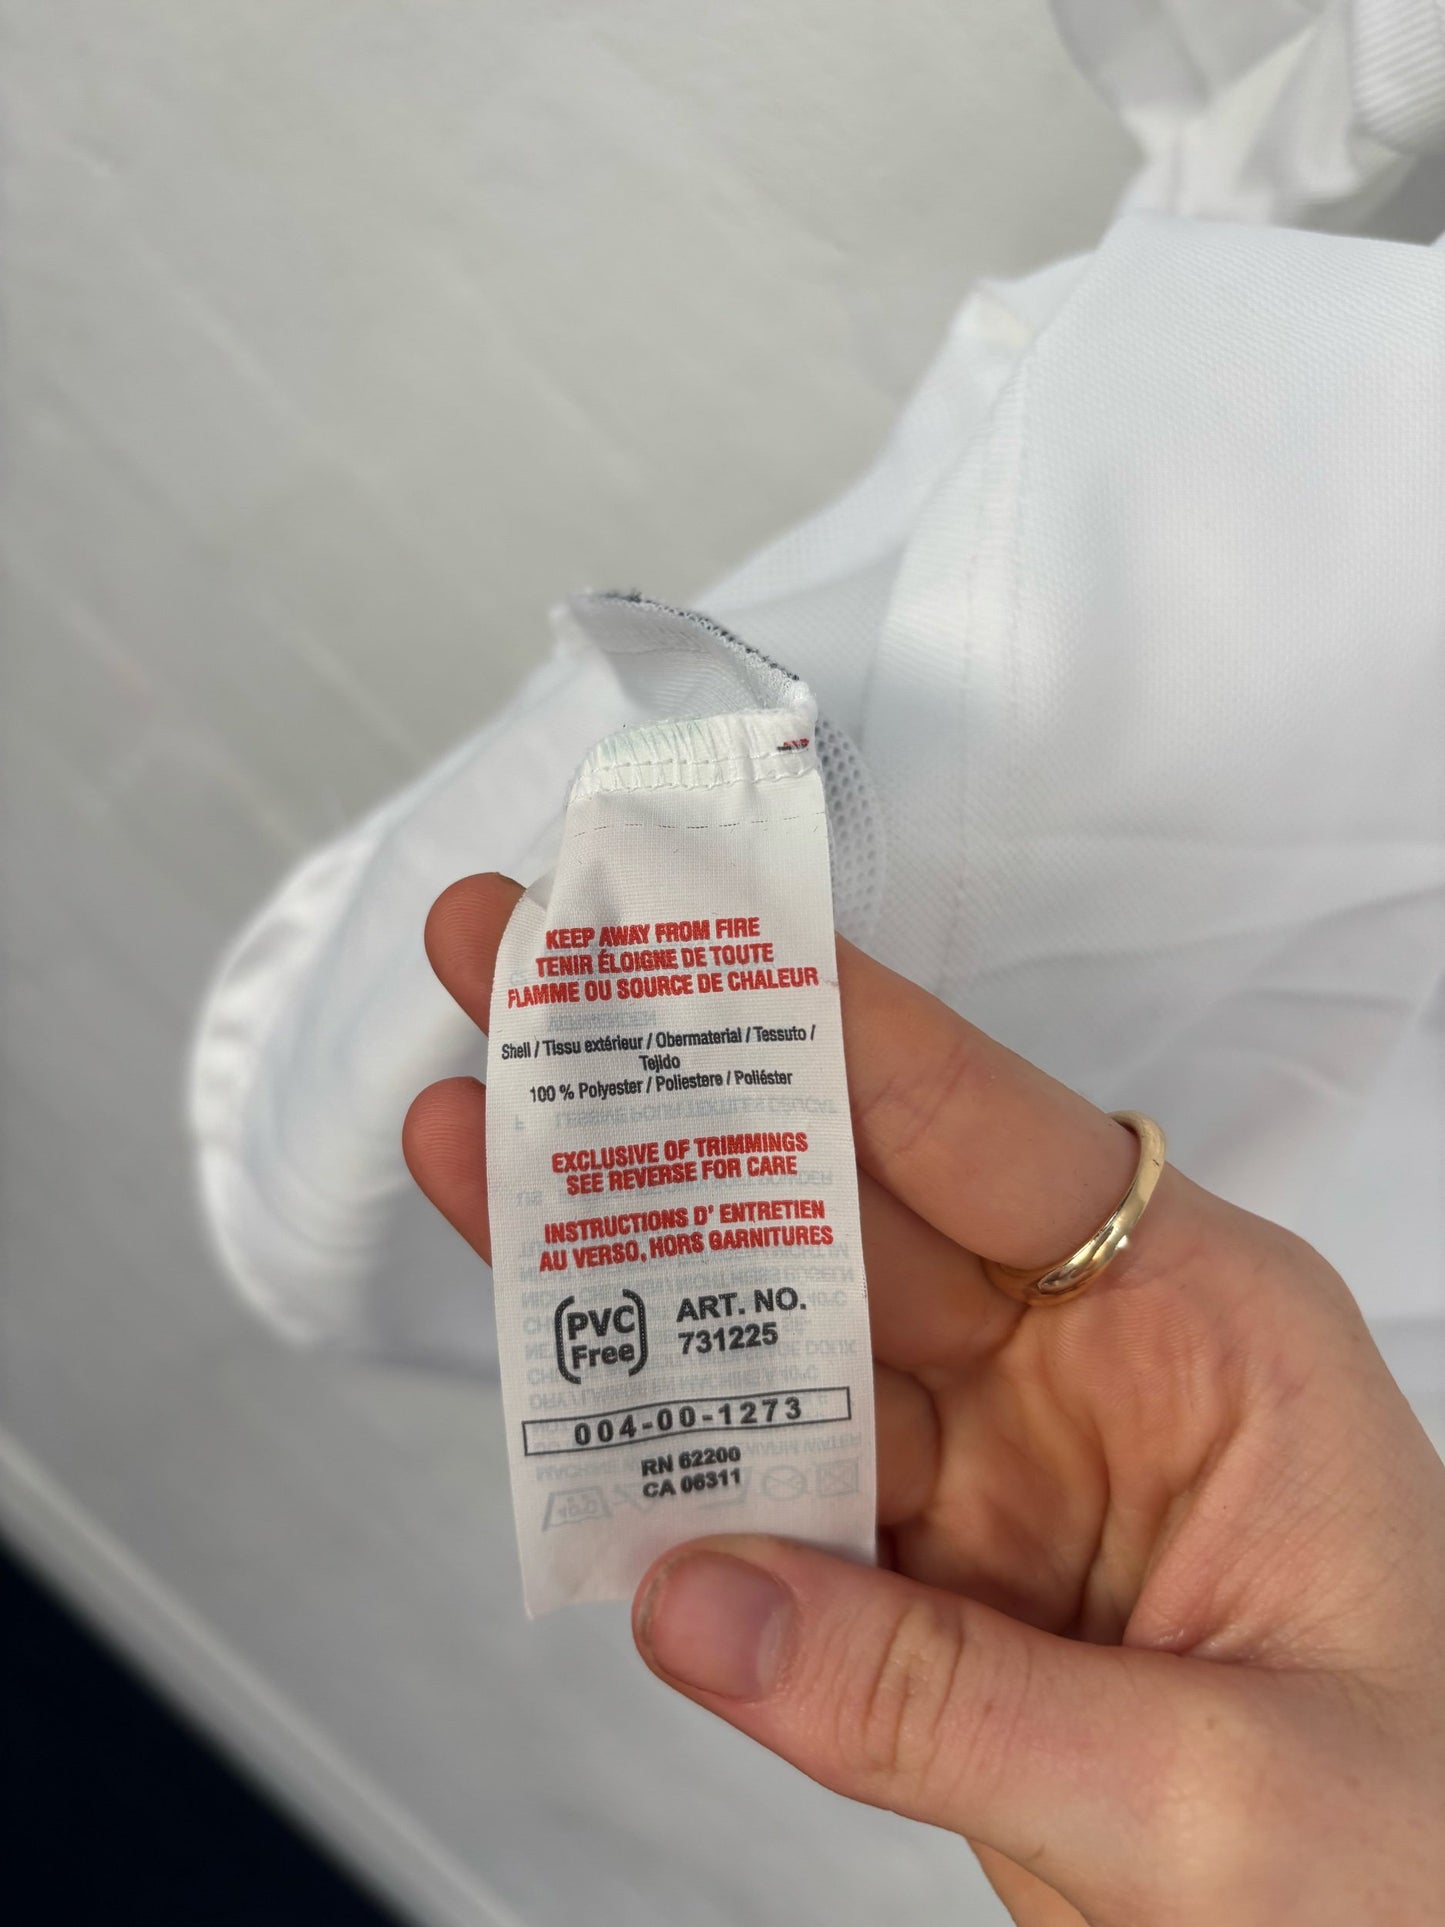 KEEP AWAY FROM FIRE
TENIR ÉLOIGNE DE TOUTE
FLAMME OU SOURCE DE CHALEUR
Shell / Tissu extérieur / Obermaterial / Tessuto /
Tejido
100 % Polyester / Poliestere / Poliéster
EXCLUSIVE OF TRIMMINGS
SEE REVERSE FOR CARE
INSTRUCTIONS D' ENTRETIEN
AU VERSO, HORS GARNITURES
PVC
Free
ART. NO.
731225
004-00-1273
RN 62200
CA 06311